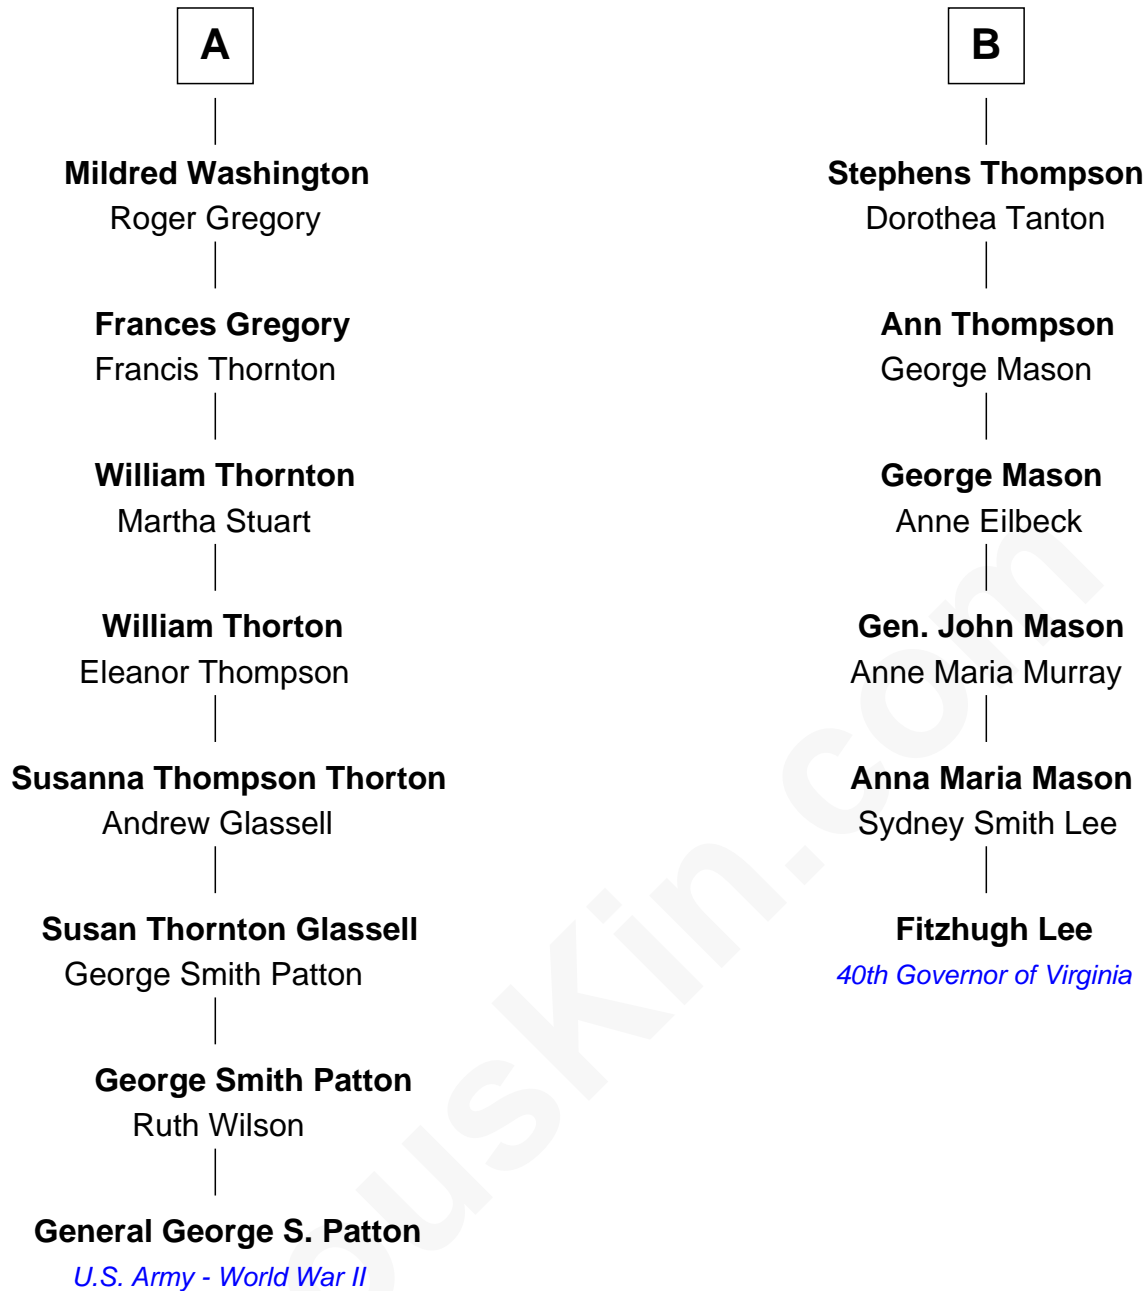 A
Mildred Washington
Roger Gregory
Frances Gregory
Francis Thornton
William Thornton
Martha Stuart
William Thorton
Eleanor Thompson
Susanna Thompson Thorton
Andrew Glassell
Susan Thornton Glassell
George Smith Patton
George Smith Patton
Ruth Wilson
General George S. Patton
U.S. Army - World War II
B
Stephens Thompson
Dorothea Tanton
Ann Thompson
George Mason
George Mason
Anne Eilbeck
Gen. John Mason
Anne Maria Murray
Anna Maria Mason
Sydney Smith Lee
Fitzhugh Lee
40th Governor of Virginia
ousKin.com